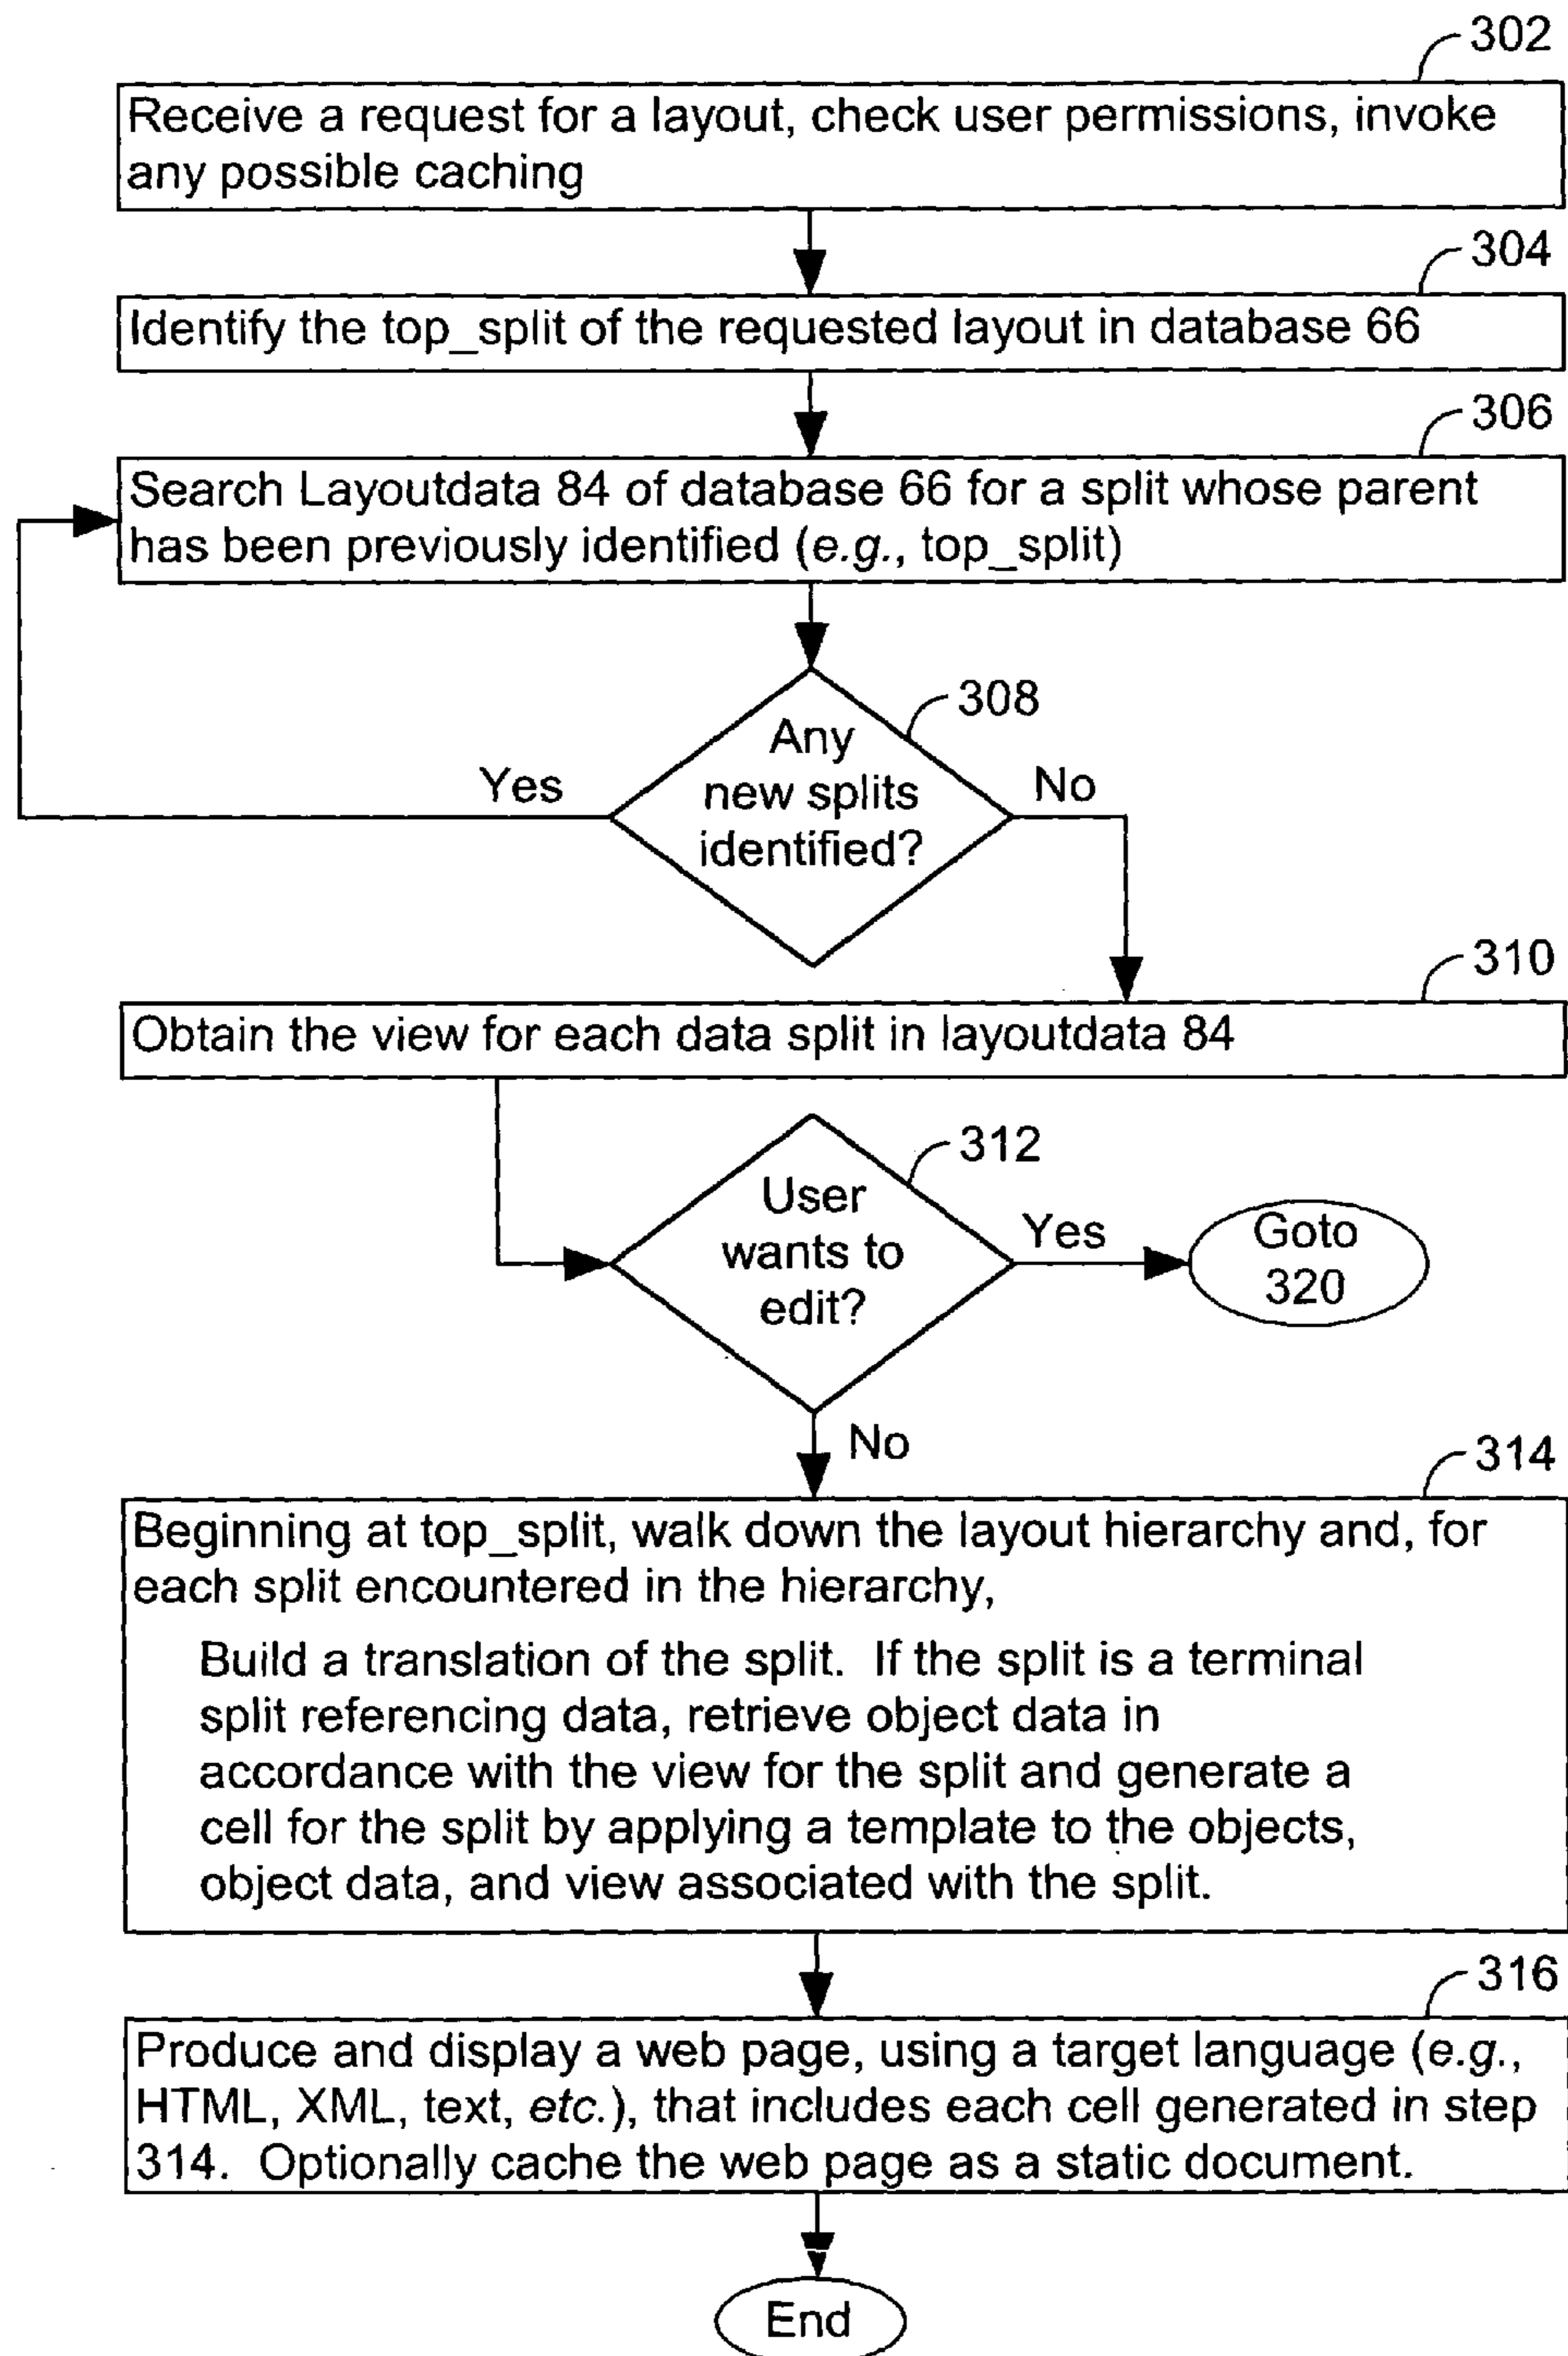 302
Receive a request for a layout, check user permissions, invoke
any possible caching
304
Identify the top_split of the requested layout in database 66
306
Search Layoutdata 84 of database 66 for a split whose parent
has been previously identified (e.g., top_split)
308
Any
new splits
identified?
Yes
No
310
Obtain the view for each data split in layoutdata 84
312
User
wants to
edit?
Yes
Goto
320
No
314
Beginning at top_split, walk down the layout hierarchy and, for
each split encountered in the hierarchy,
Build a translation of the split. If the split is a terminal
split referencing data, retrieve object data in
accordance with the view for the split and generate a
cell for the split by applying a template to the objects,
object data, and view associated with the split.
316
Produce and display a web page, using a target language (e.g.,
HTML, XML, text, etc.), that includes each cell generated in step
314. Optionally cache the web page as a static document.
End